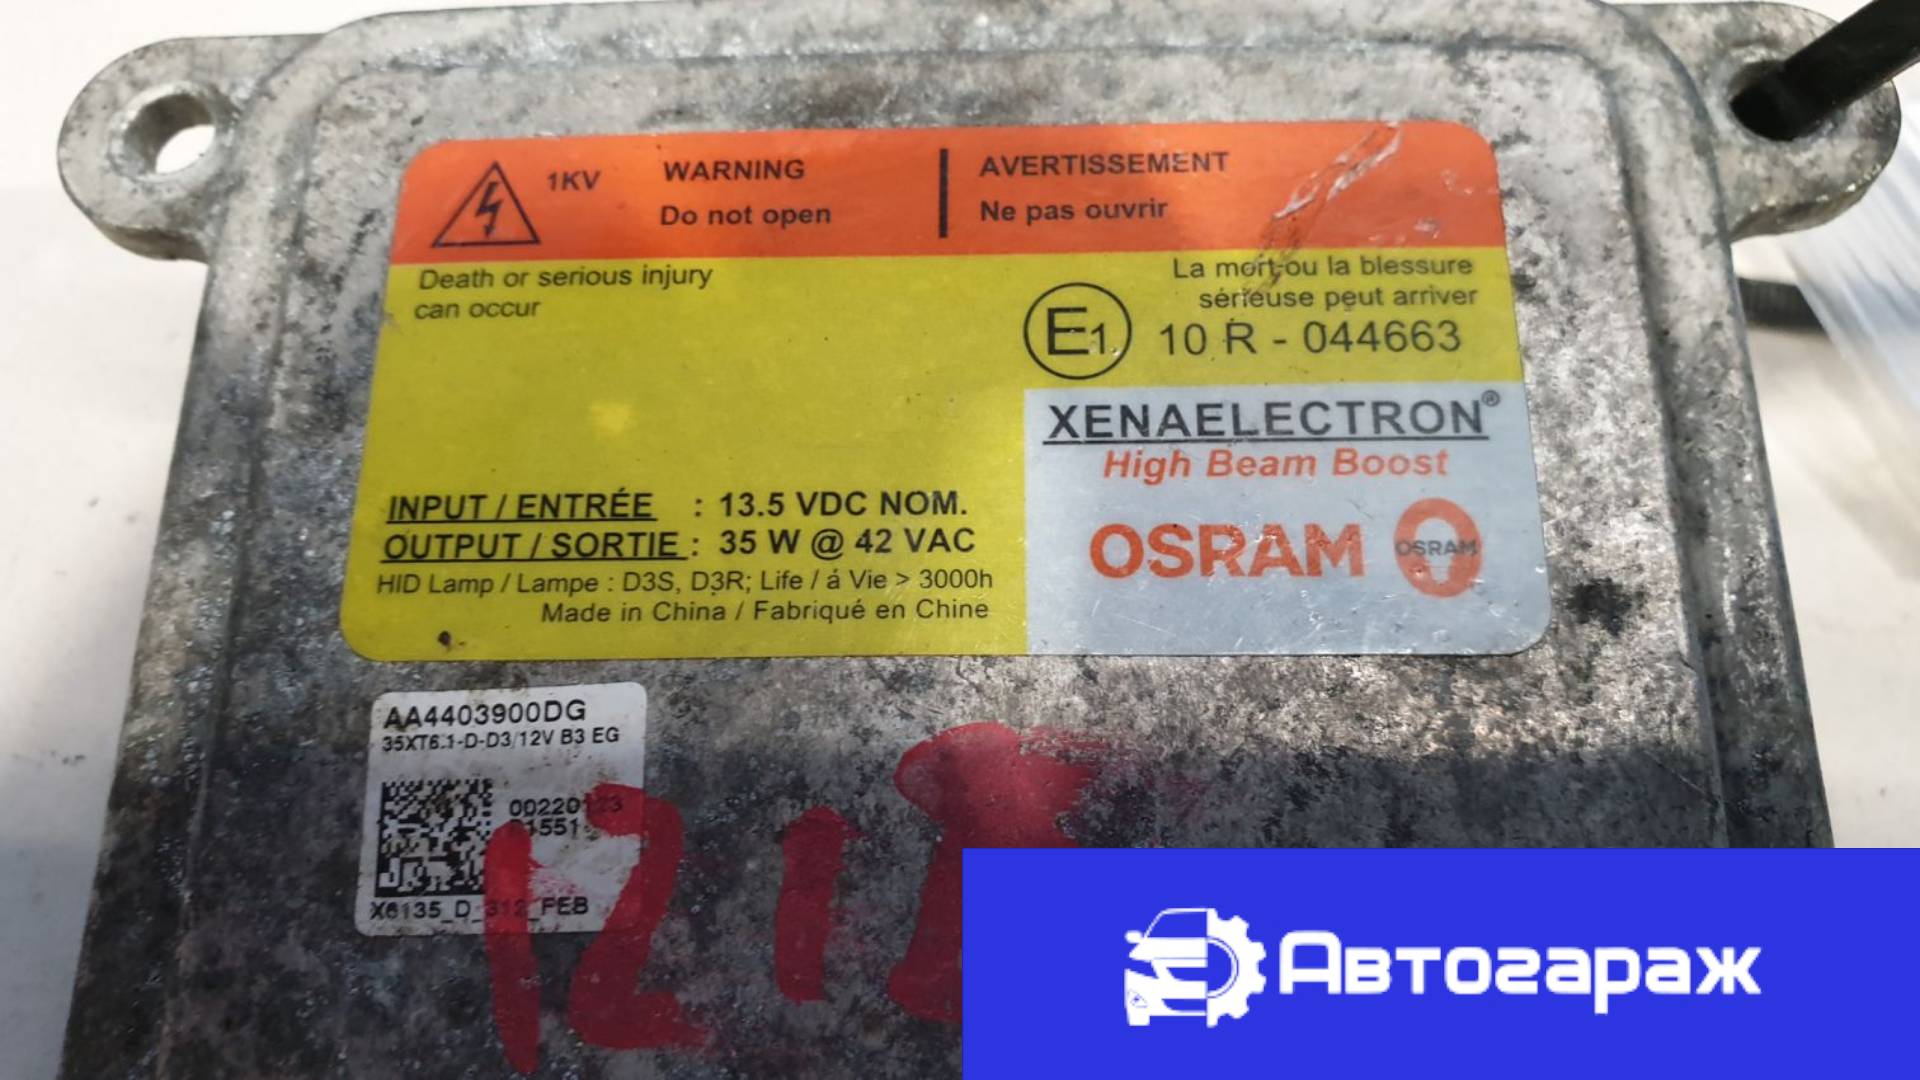 1KV
WARNING
Do not open
AVERTISSEMENT
Ne pas ouvrir
Death or serious injury
can occur
La mort ou la blessure
sérieuse peut arriver
E1 10 R - 044663
XENAELECTRON®
High Beam Boost
OSRAM OSRAM
INPUT / ENTRÉE : 13.5 VDC NOM.
OUTPUT / SORTIE : 35 W @ 42 VAC
HID Lamp / Lampe : D3S, D3R; Life / á Vie > 3000h
Made in China / Fabriqué en Chine
AA4403900DG
35XT6.1-D-D3/12V B3 EG
X6135_D_312_FEB
Автогараж